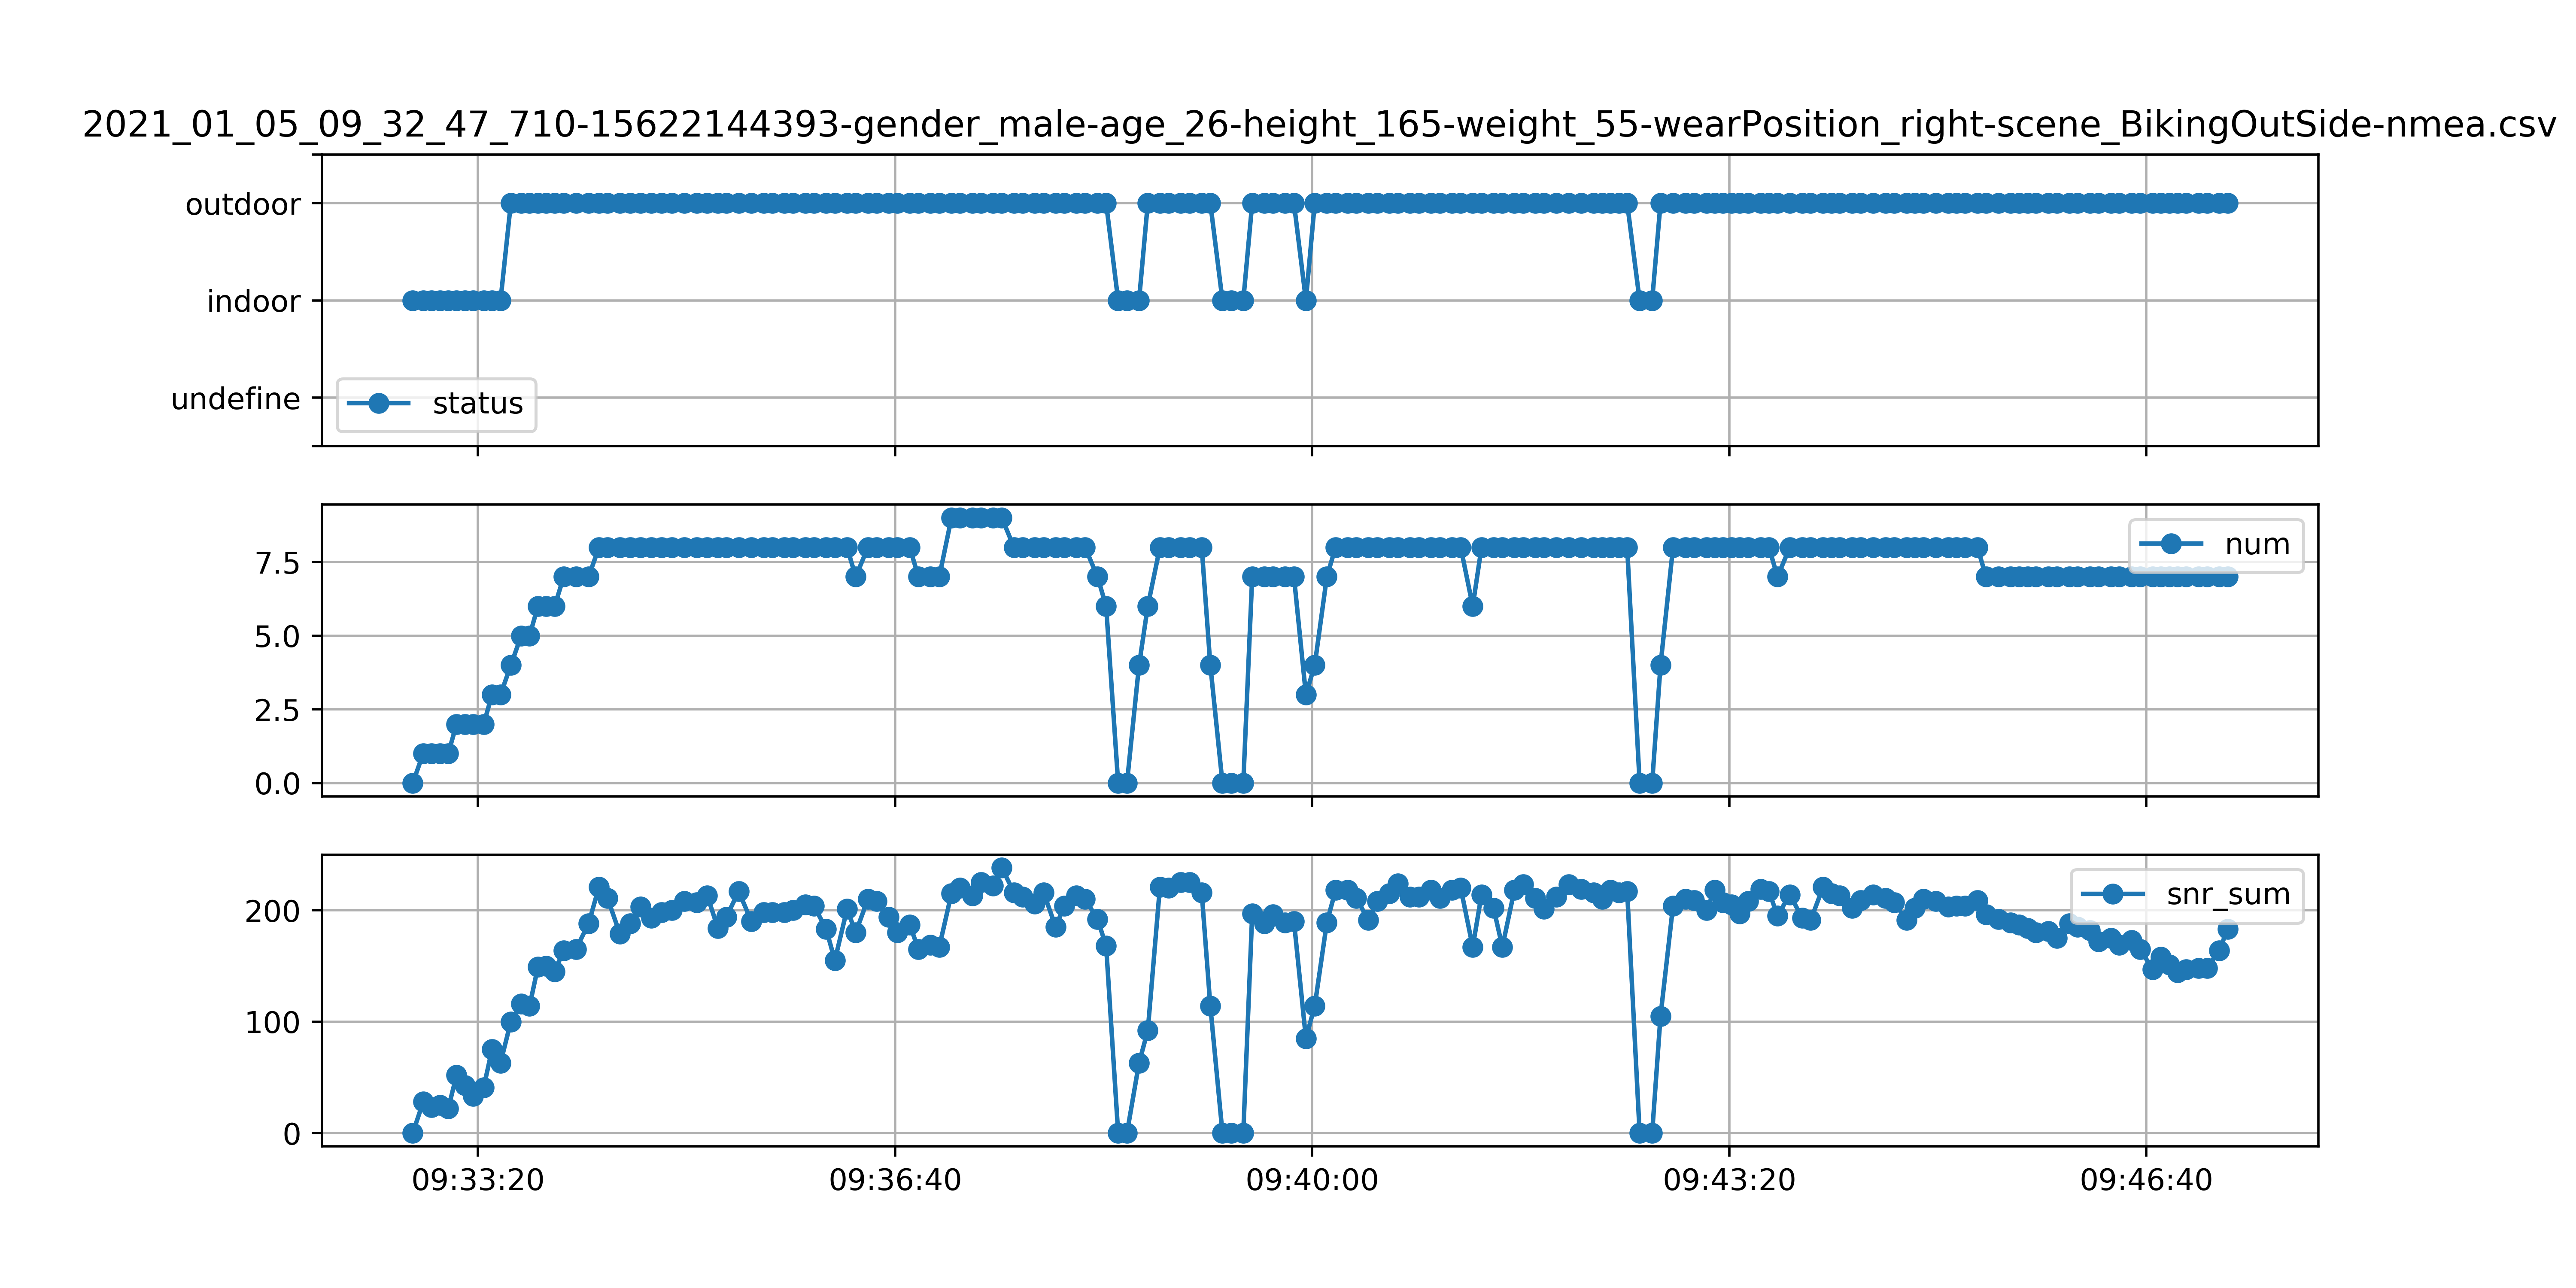 2021_01_05_09_32_47_710-15622144393-gender_male-age_26-height_165-weight_55-wearPosition_right-scene_BikingOutSide-nmea.csv
outdoor
indoor
undefine
status
7.5
5.0
2.5
0.0
num
200
100
0
snr_sum
09:33:20
09:36:40
09:40:00
09:43:20
09:46:40